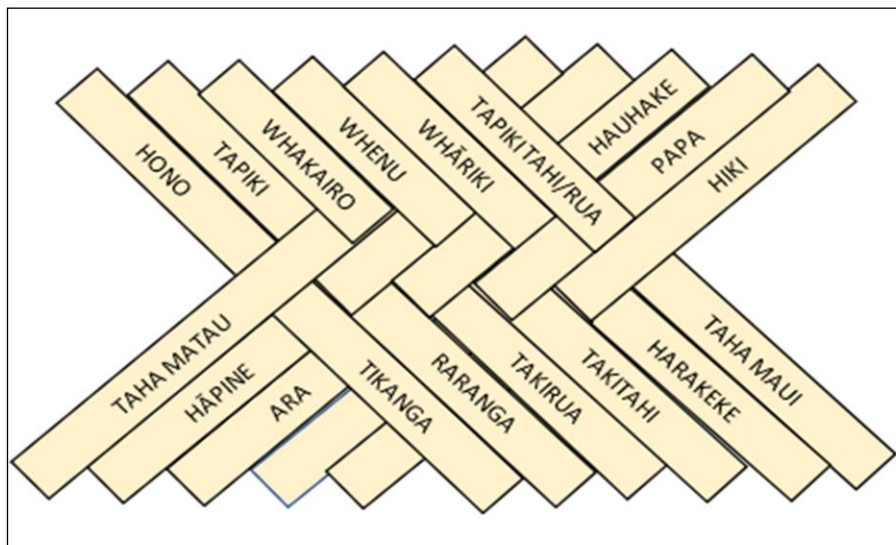 HONO
TAPIKI
WHAKAIRO
WHENU
WHĀRIKI
TAPIKITAHI/RUA
HAUHAKE
PAPA
HIKI
TAHA MATAU
HĀPINE
ARA
TIKANGA
RARANGA
TAKIRUA
TAKITAHI
HARAKEKE
TAHA MAUI